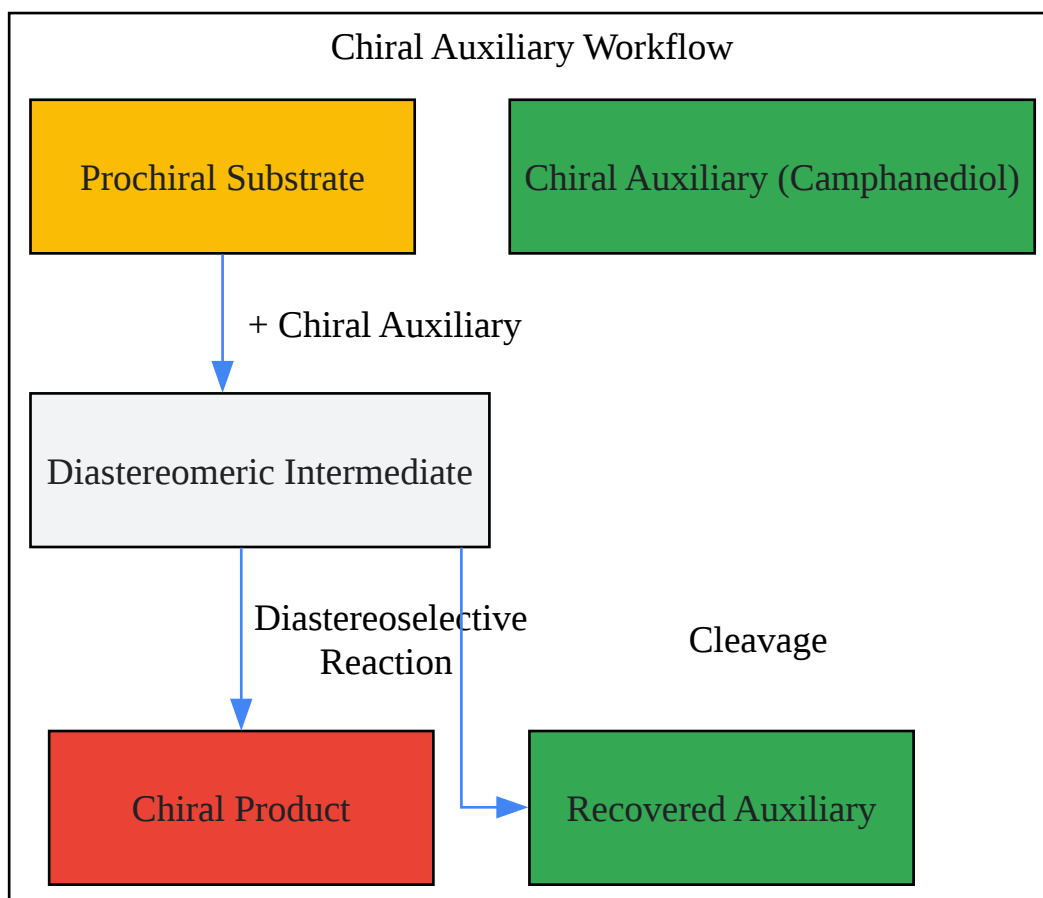 Chiral Auxiliary Workflow
Prochiral Substrate
Chiral Auxiliary (Camphanediol)
+ Chiral Auxiliary
Diastereomeric Intermediate
Diastereoselective
Reaction
Cleavage
Chiral Product
Recovered Auxiliary